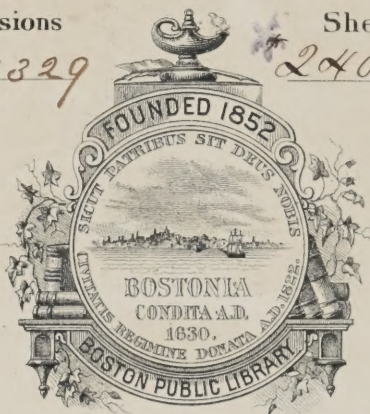 sions She
329 *240
FOUNDED 1852
SICUT PATRIBUS SIT DEUS NOBIS
BOSTONIA
CONDITA A.D.
1630.
CIVITATIS REGIMINE DONATA A.D. 1822.
BOSTON PUBLIC LIBRARY